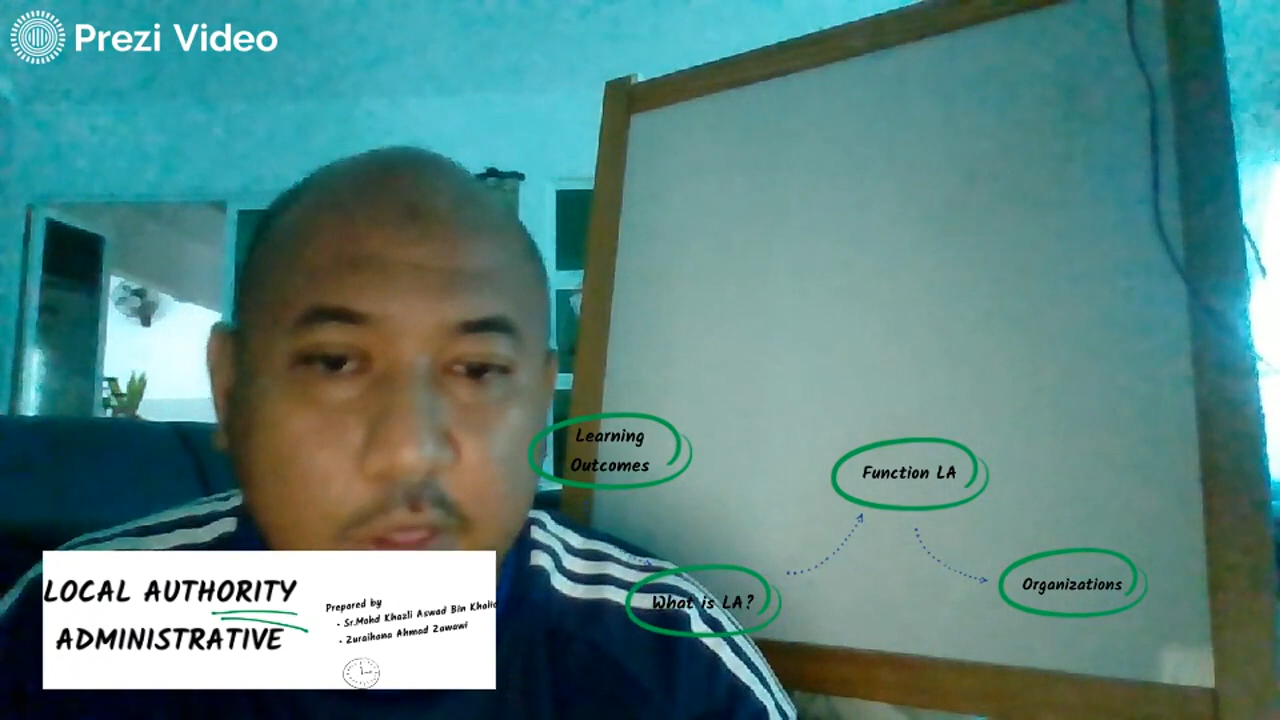 Prezi Video
Learning
Outcomes
Function LA
What is LA?
Organizations
LOCAL AUTHORITY
ADMINISTRATIVE
Prepared by
- Sr.Mohd Khazli Aswad Bin
- Zuraihana Ahmad Zawawi